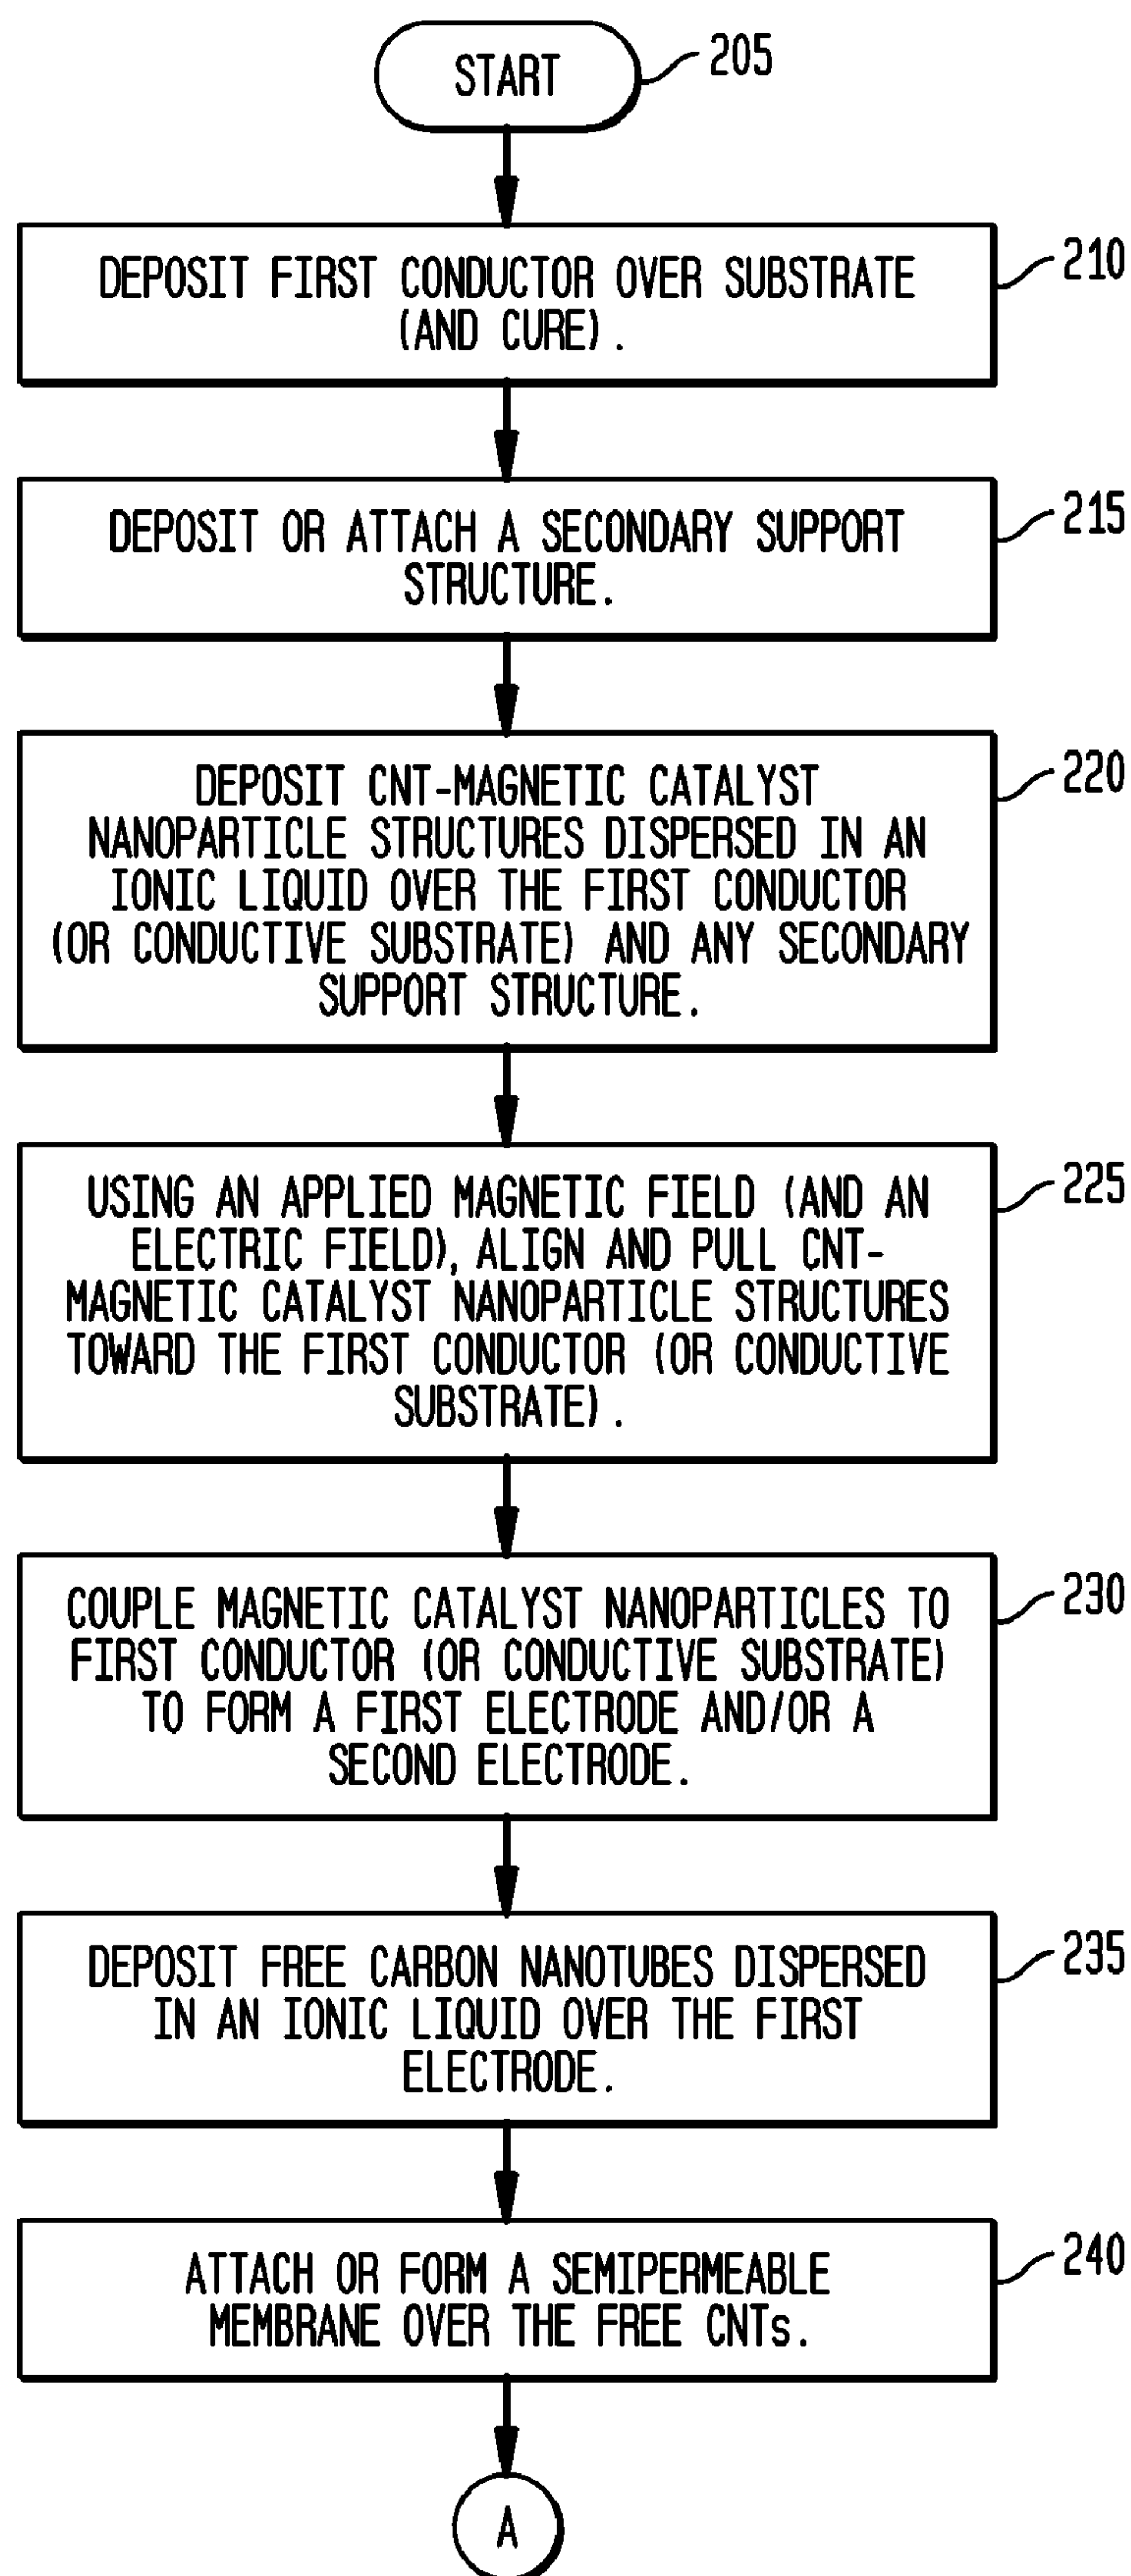 START
205
DEPOSIT FIRST CONDUCTOR OVER SUBSTRATE
(AND CURE).
210
DEPOSIT OR ATTACH A SECONDARY SUPPORT
STRUCTURE.
215
DEPOSIT CNT-MAGNETIC CATALYST
NANOPARTICLE STRUCTURES DISPERSED IN AN
IONIC LIQUID OVER THE FIRST CONDUCTOR
(OR CONDUCTIVE SUBSTRATE) AND ANY SECONDARY
SUPPORT STRUCTURE.
220
USING AN APPLIED MAGNETIC FIELD (AND AN
ELECTRIC FIELD), ALIGN AND PULL CNT-
MAGNETIC CATALYST NANOPARTICLE STRUCTURES
TOWARD THE FIRST CONDUCTOR (OR CONDUCTIVE
SUBSTRATE).
225
COUPLE MAGNETIC CATALYST NANOPARTICLES TO
FIRST CONDUCTOR (OR CONDUCTIVE SUBSTRATE)
TO FORM A FIRST ELECTRODE AND/OR A
SECOND ELECTRODE.
230
DEPOSIT FREE CARBON NANOTUBES DISPERSED
IN AN IONIC LIQUID OVER THE FIRST
ELECTRODE.
235
ATTACH OR FORM A SEMIPERMEABLE
MEMBRANE OVER THE FREE CNTs.
240
A